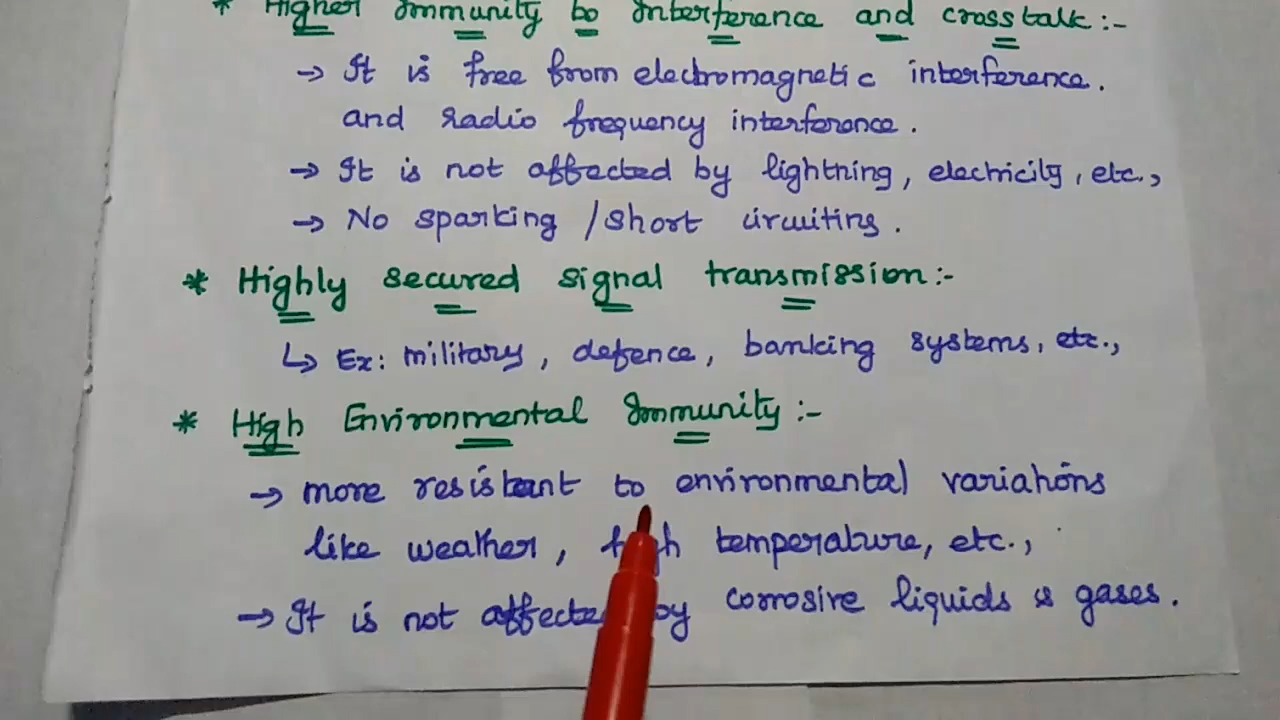 * Higher Immunity to Interference and crosstalk :-
→ It is free from electromagnetic interference.
and radio frequency interference.
→ It is not affected by lightning, electricity, etc.,
→ No sparking / short circuiting.
* Highly secured signal transmission :-
↳ Ex: military, defence, banking systems, etc.,
* High Environmental Immunity :-
→ more resistant to environmental variations
like weather, temperature, etc.,
→ It is not affected by corrosive liquids & gases.